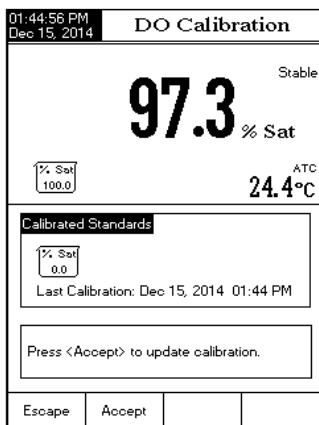 01:44:56 PM
Dec 15, 2014
DO Calibration
Stable
97.3 % Sat
% Sat
100.0
ATC
24.4°C
Calibrated Standards
% Sat
0.0
Last Calibration: Dec 15, 2014 01:44 PM
Press <Accept> to update calibration.
Escape Accept